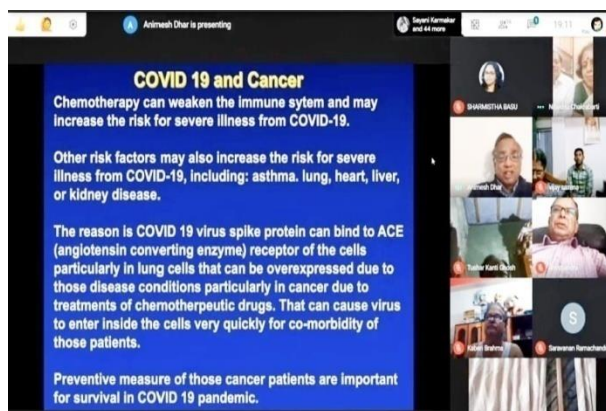 Animesh Dhar is presenting
Sayani Karmakar
and 44 more
19:11
COVID 19 and Cancer
Chemotherapy can weaken the immune sytem and may
increase the risk for severe illness from COVID-19.
Other risk factors may also increase the risk for severe
illness from COVID-19, including: asthma. lung, heart, liver,
or kidney disease.
The reason is COVID 19 virus spike protein can bind to ACE
(angiotensin converting enzyme) receptor of the cells
particularly in lung cells that can be overexpressed due to
those disease conditions particularly in cancer due to
treatments of chemotherpeutic drugs. That can cause virus
to enter inside the cells very quickly for co-morbidity of
those patients.
Preventive measure of those cancer patients are important
for survival in COVID 19 pandemic.
SHARMISTHA BASU
Animesh Dhar
Vijay saxena
Tushar Kanti Ghosh
Kaberi Brahma
S
Saravanan Ramachand